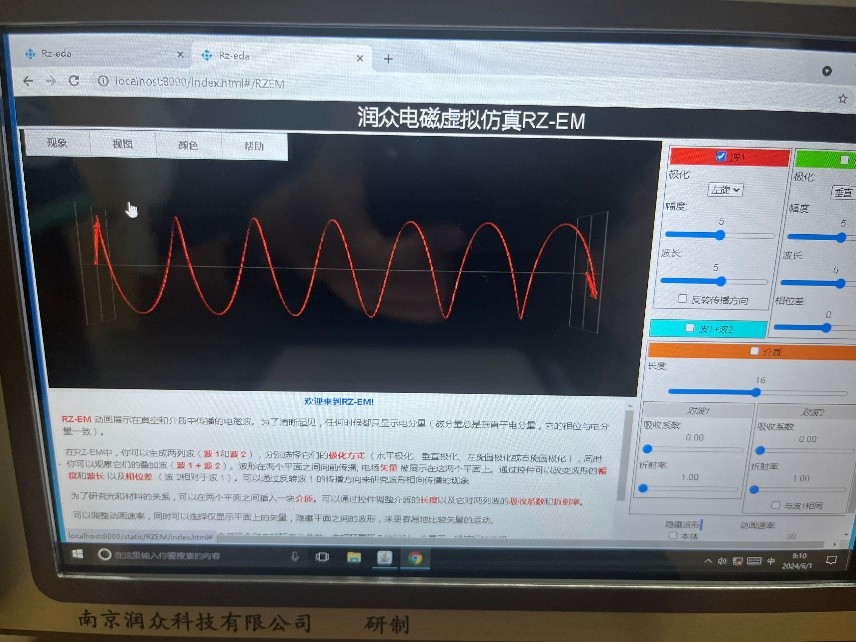 Rz-eda
Rz-eda
localhost:8000/index.html#/RZEM
润众电磁虚拟仿真RZ-EM
现象 视图 颜色 帮助
波1
极化: 极化:
左旋 垂直
幅度: 幅度:
5 5
波长: 波长:
5 5
反转传播方向 相位差:
0
波1+波2
介质
长度:
16
对波1 对波2
吸收系数: 吸收系数:
0.00 0.00
折射率: 折射率:
1.00 1.00
与波1相同
隐藏波形 动画速率:
本体 30
欢迎来到RZ-EM!
RZ-EM 动画展示在真空和介质中传播的电磁波。为了清晰起见，任何时候都只显示电分量（磁分量总是垂直于电分量，它的相位与电分
量一致）。
在RZ-EM中，你可以生成两列波（波1和波2），分别选择它们的极化方式（水平极化、垂直极化、左旋圆极化或右旋圆极化），同时
你可以观察它们的叠加波（波1 + 波2）。波形在两个平面之间向前传播, 电场矢量 被展示在这两个平面上。通过控件可以改变波形的幅
度和波长 以及相位差 （波 2相对于波 1）。可以通过反转波 1 的传播方向来研究波形相向传播的现象
为了研究光和材料的关系，可以在两个平面之间插入一块介质。可以通过控件调整介质的长度以及它对两列波的吸收系数和折射率。
可以调整动画速率，同时可以选择仅显示平面上的矢量，隐藏平面之间的波形，来更容易地比较矢量的运动。
localhost:8000/static/RZEM/index.html#
在这里输入你要搜索的内容
中
9:10
2024/6/1
南京润众科技有限公司 研制